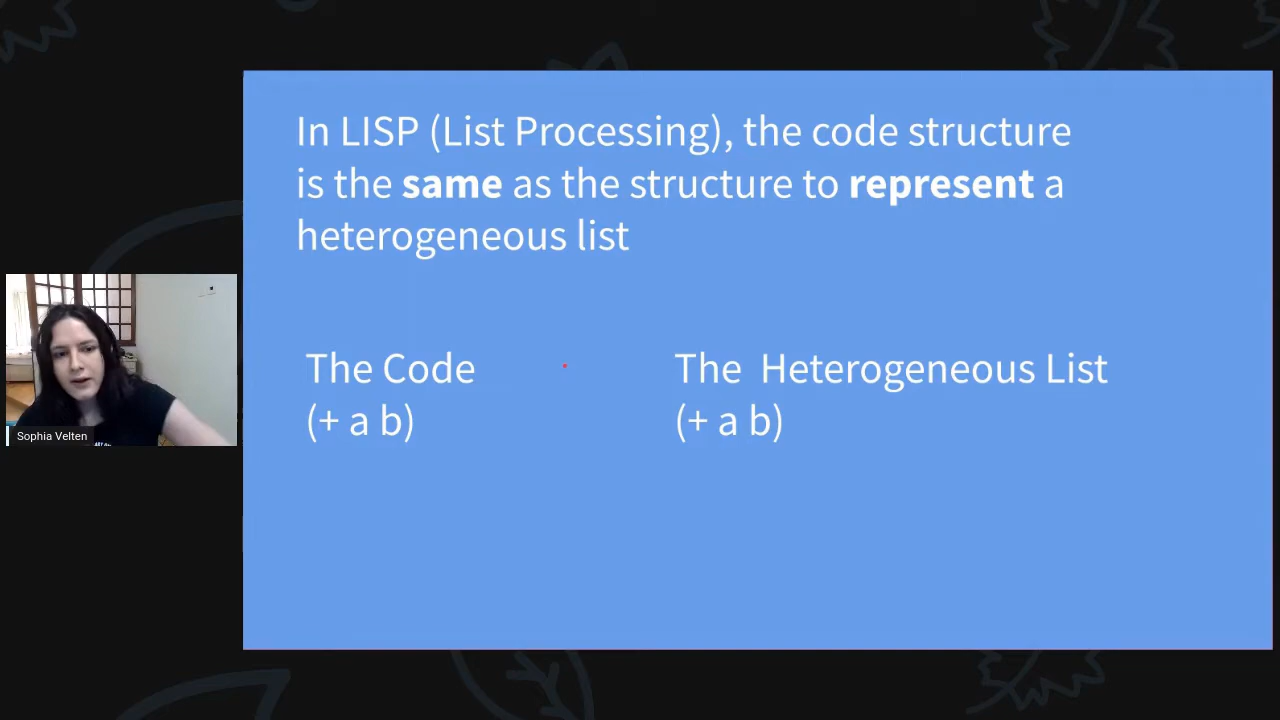 In LISP (List Processing), the code structure
is the same as the structure to represent a
heterogeneous list
The Code
(+ a b)
The Heterogeneous List
(+ a b)
Sophia Velten